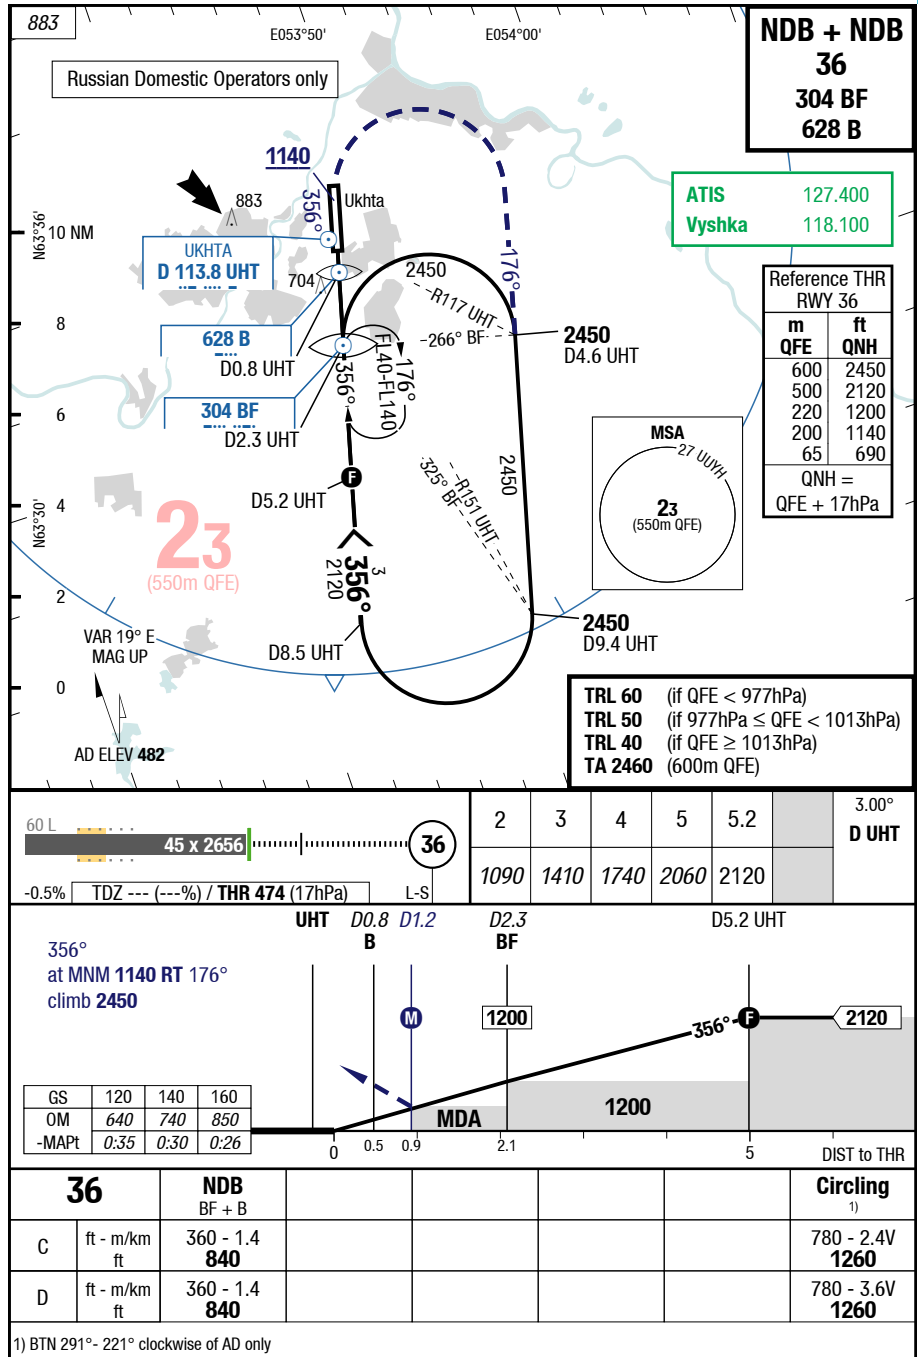 883
E053°50'
E054°00'
NDB + NDB
36
304 BF
628 B
Russian Domestic Operators only
1140
883
356°
Ukhta
N63°36'
10 NM
UKHTA
D 113.8 UHT
704
2450
176°
R117 UHT
266° BF
2450
D4.6 UHT
ATIS 127.400
Vyshka 118.100
Reference THR
RWY 36
m ft
QFE QNH
600 2450
500 2120
220 1200
200 1140
65 690
QNH =
QFE + 17hPa
8
628 B
D0.8 UHT
356°
FL40-FL140
176°
6
304 BF
D2.3 UHT
MSA
27 UUYH
23
(550m QFE)
D5.2 UHT
F
2450
R151 UHT
325° BF
4
N63°30'
23
(550m QFE)
3
356°
2120
2
VAR 19° E
MAG UP
D8.5 UHT
2450
D9.4 UHT
0
AD ELEV 482
TRL 60 (if QFE < 977hPa)
TRL 50 (if 977hPa ≤ QFE < 1013hPa)
TRL 40 (if QFE ≥ 1013hPa)
TA 2460 (600m QFE)
60 L
45 x 2656
36
-0.5%
TDZ --- (---%) / THR 474 (17hPa)
L-S
2 3 4 5 5.2
3.00°
D UHT
1090 1410 1740 2060 2120
UHT D0.8 D1.2 D2.3 D5.2 UHT
B BF
356°
at MNM 1140 RT 176°
climb 2450
M
1200
356°
F
2120
GS 120 140 160
OM 640 740 850
-MAPt 0:35 0:30 0:26
MDA
1200
0 0.5 0.9 2.1 5 DIST to THR
36
NDB
BF + B
Circling
1)
C
ft - m/km
ft
360 - 1.4
840
780 - 2.4V
1260
D
ft - m/km
ft
360 - 1.4
840
780 - 3.6V
1260
1) BTN 291°- 221° clockwise of AD only